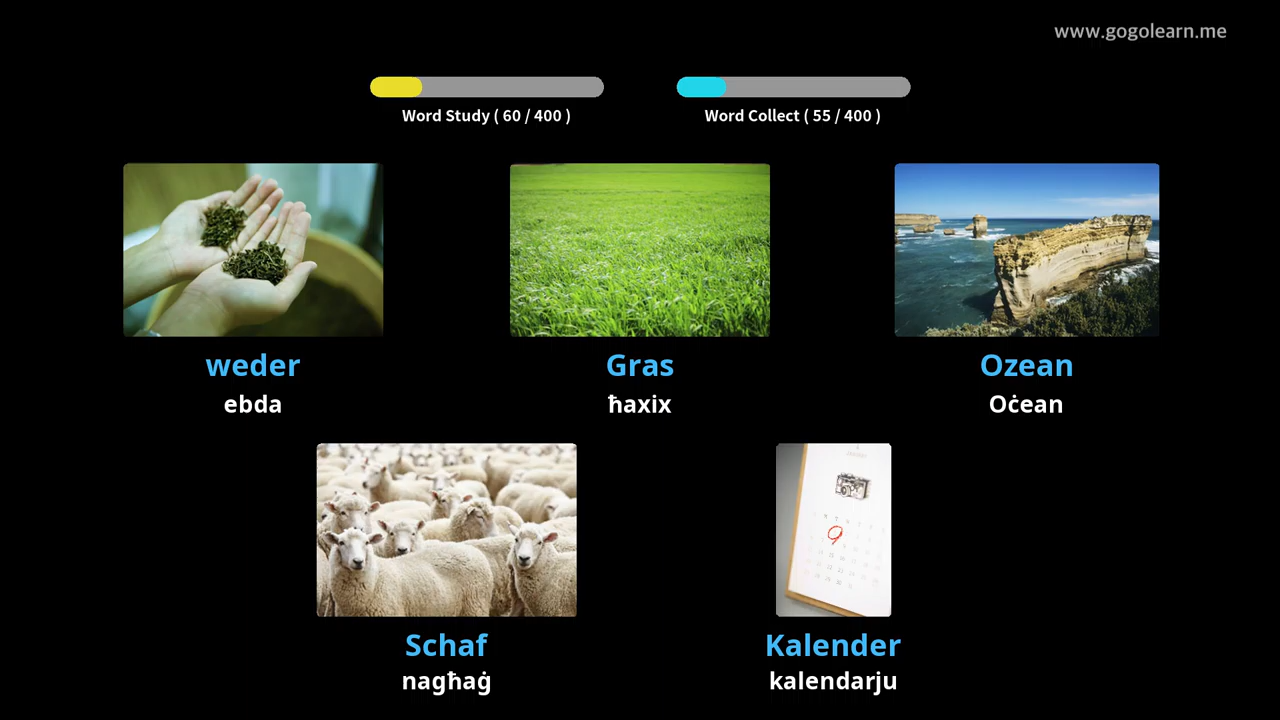 www.gogolearn.me
Word Study ( 60 / 400 )
Word Collect ( 55 / 400 )
weder
ebda
Gras
ħaxix
Ozean
Oċean
Schaf
nagħaġ
Kalender
kalendarju